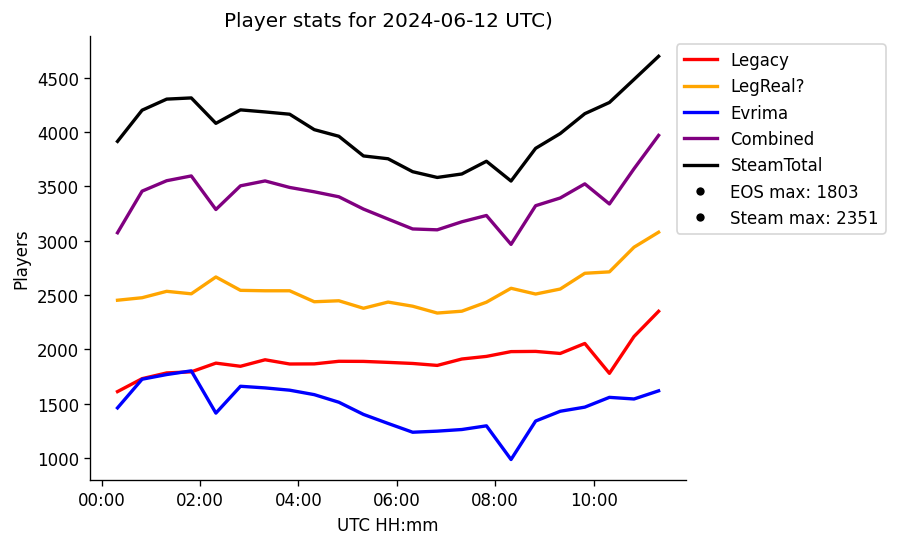 Player stats for 2024-06-12 UTC)
Legacy
LegReal?
Evrima
Combined
SteamTotal
EOS max: 1803
Steam max: 2351
Players
4500
4000
3500
3000
2500
2000
1500
1000
00:00 02:00 04:00 06:00 08:00 10:00
UTC HH:mm